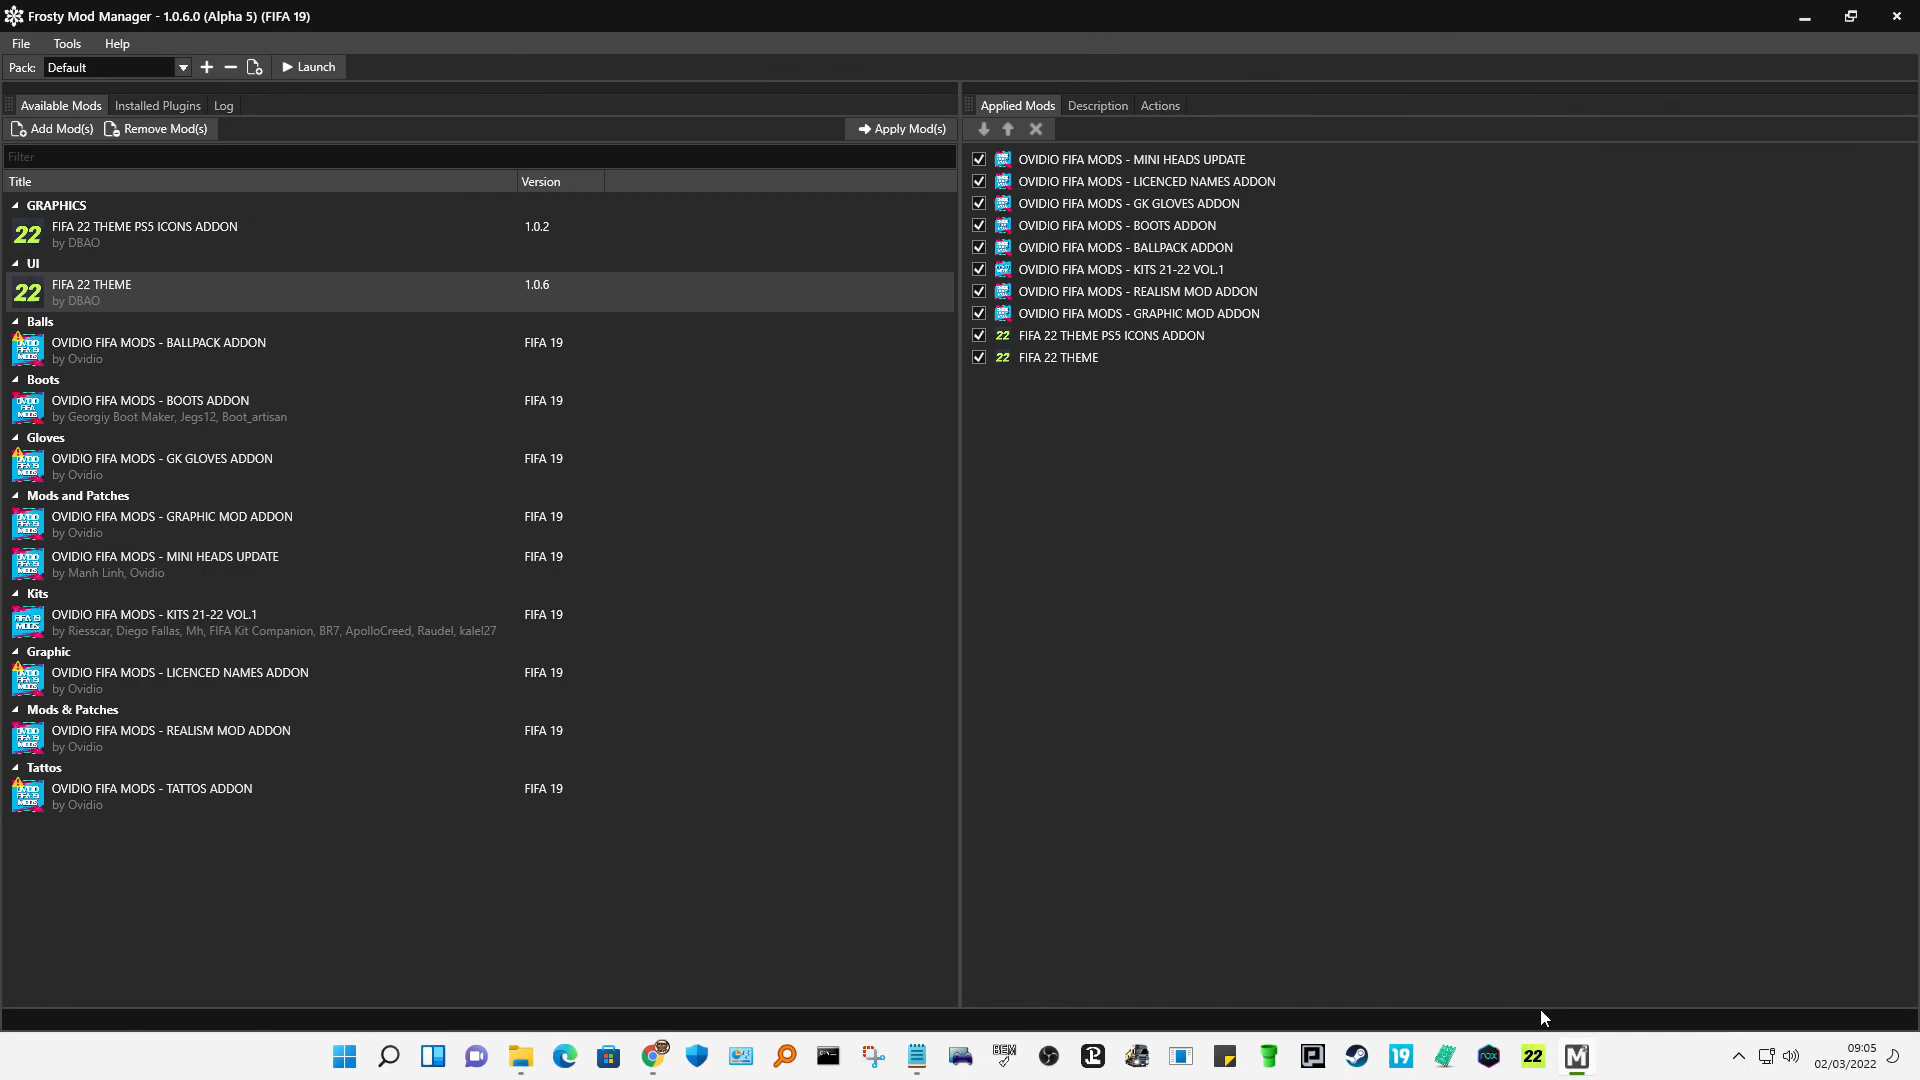 Frosty Mod Manager - 1.0.6.0 (Alpha 5) (FIFA 19)
File Tools Help
Pack: Default Launch
Available Mods Installed Plugins Log
Add Mod(s) Remove Mod(s) Apply Mod(s)
Filter
Title Version
GRAPHICS
22 FIFA 22 THEME PS5 ICONS ADDON 1.0.2
by DBAO
UI
22 FIFA 22 THEME 1.0.6
by DBAO
Balls
OVIDIO FIFA MODS - BALLPACK ADDON FIFA 19
by Ovidio
Boots
OVIDIO FIFA MODS - BOOTS ADDON FIFA 19
by Georgiy Boot Maker, Jegs12, Boot_artisan
Gloves
OVIDIO FIFA MODS - GK GLOVES ADDON FIFA 19
by Ovidio
Mods and Patches
OVIDIO FIFA MODS - GRAPHIC MOD ADDON FIFA 19
by Ovidio
OVIDIO FIFA MODS - MINI HEADS UPDATE FIFA 19
by Manh Linh, Ovidio
Kits
OVIDIO FIFA MODS - KITS 21-22 VOL.1 FIFA 19
by Riesscar, Diego Fallas, Mh, FIFA Kit Companion, BR7, ApolloCreed, Raudel, kalel27
Graphic
OVIDIO FIFA MODS - LICENCED NAMES ADDON FIFA 19
by Ovidio
Mods & Patches
OVIDIO FIFA MODS - REALISM MOD ADDON FIFA 19
by Ovidio
Tattos
OVIDIO FIFA MODS - TATTOS ADDON FIFA 19
by Ovidio
Applied Mods Description Actions
OVIDIO FIFA MODS - MINI HEADS UPDATE
OVIDIO FIFA MODS - LICENCED NAMES ADDON
OVIDIO FIFA MODS - GK GLOVES ADDON
OVIDIO FIFA MODS - BOOTS ADDON
OVIDIO FIFA MODS - BALLPACK ADDON
OVIDIO FIFA MODS - KITS 21-22 VOL.1
OVIDIO FIFA MODS - REALISM MOD ADDON
OVIDIO FIFA MODS - GRAPHIC MOD ADDON
22 FIFA 22 THEME PS5 ICONS ADDON
22 FIFA 22 THEME
BEM 19 nox 22 M
09:05
02/03/2022